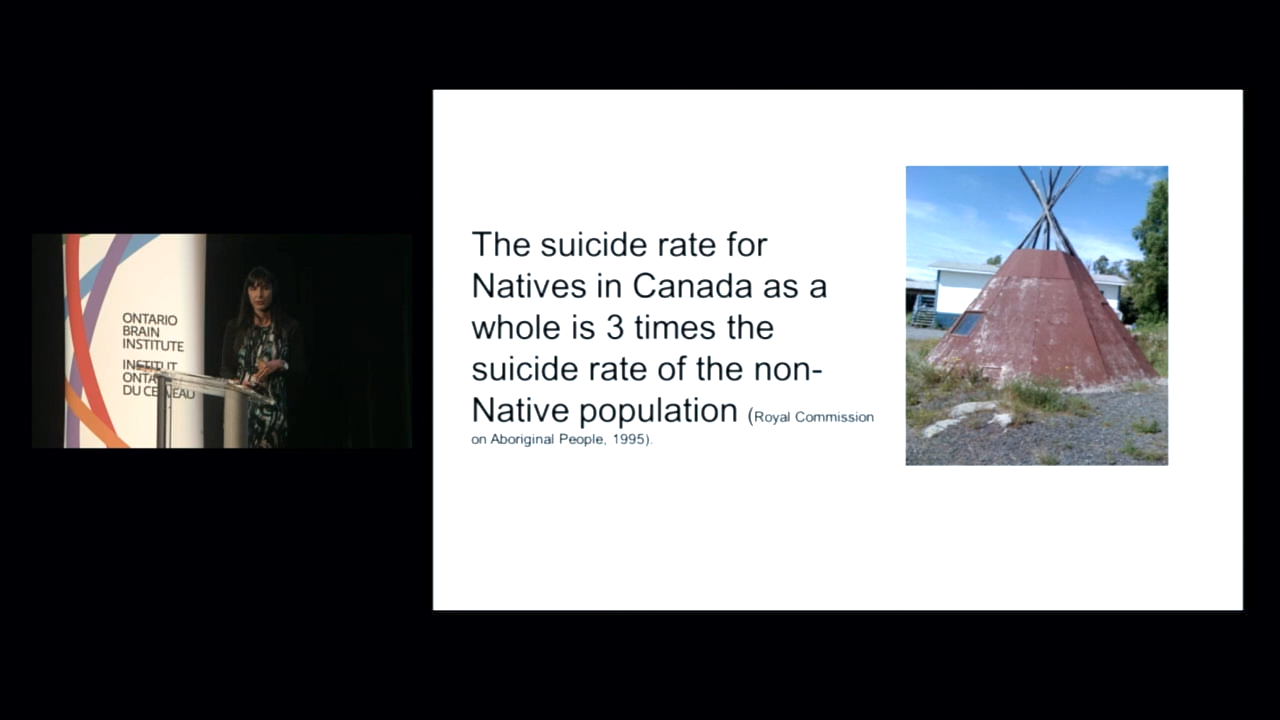 ONTARIO
BRAIN
INSTITUTE
INSTITUT
DU CERVEAU
The suicide rate for
Natives in Canada as a
whole is 3 times the
suicide rate of the non-
Native population (Royal Commission
on Aboriginal People, 1995).